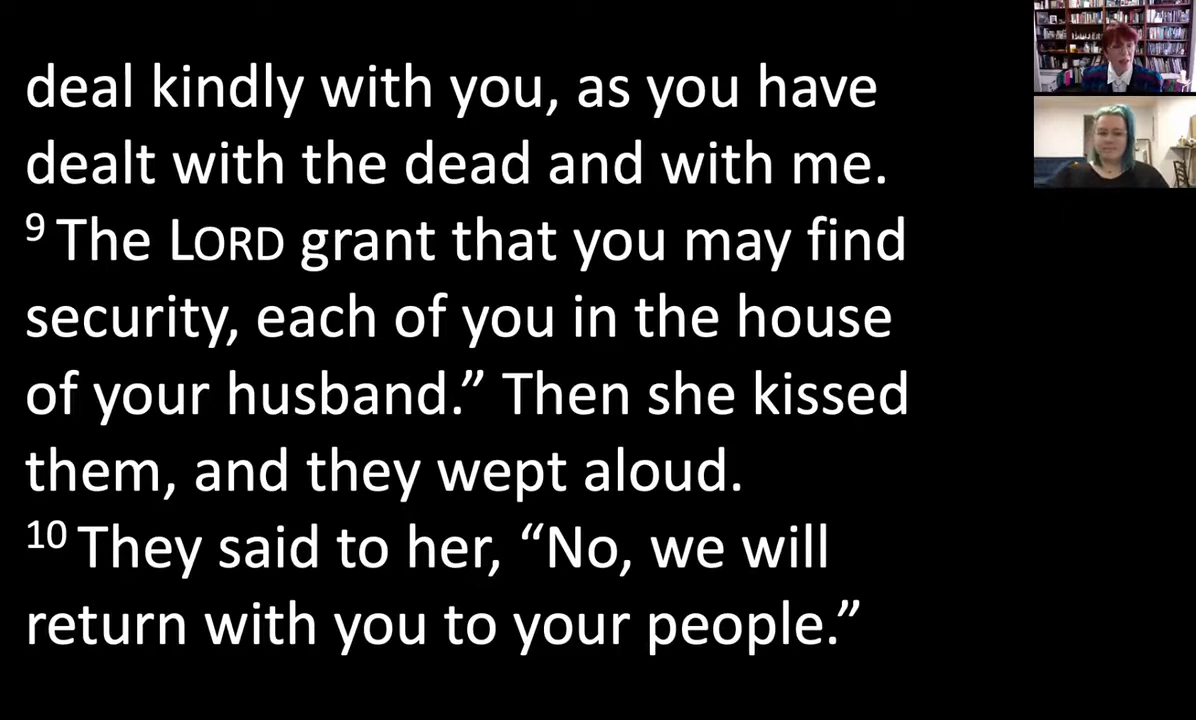 deal kindly with you, as you have
dealt with the dead and with me.
9 The LORD grant that you may find
security, each of you in the house
of your husband.” Then she kissed
them, and they wept aloud.
10 They said to her, “No, we will
return with you to your people.”